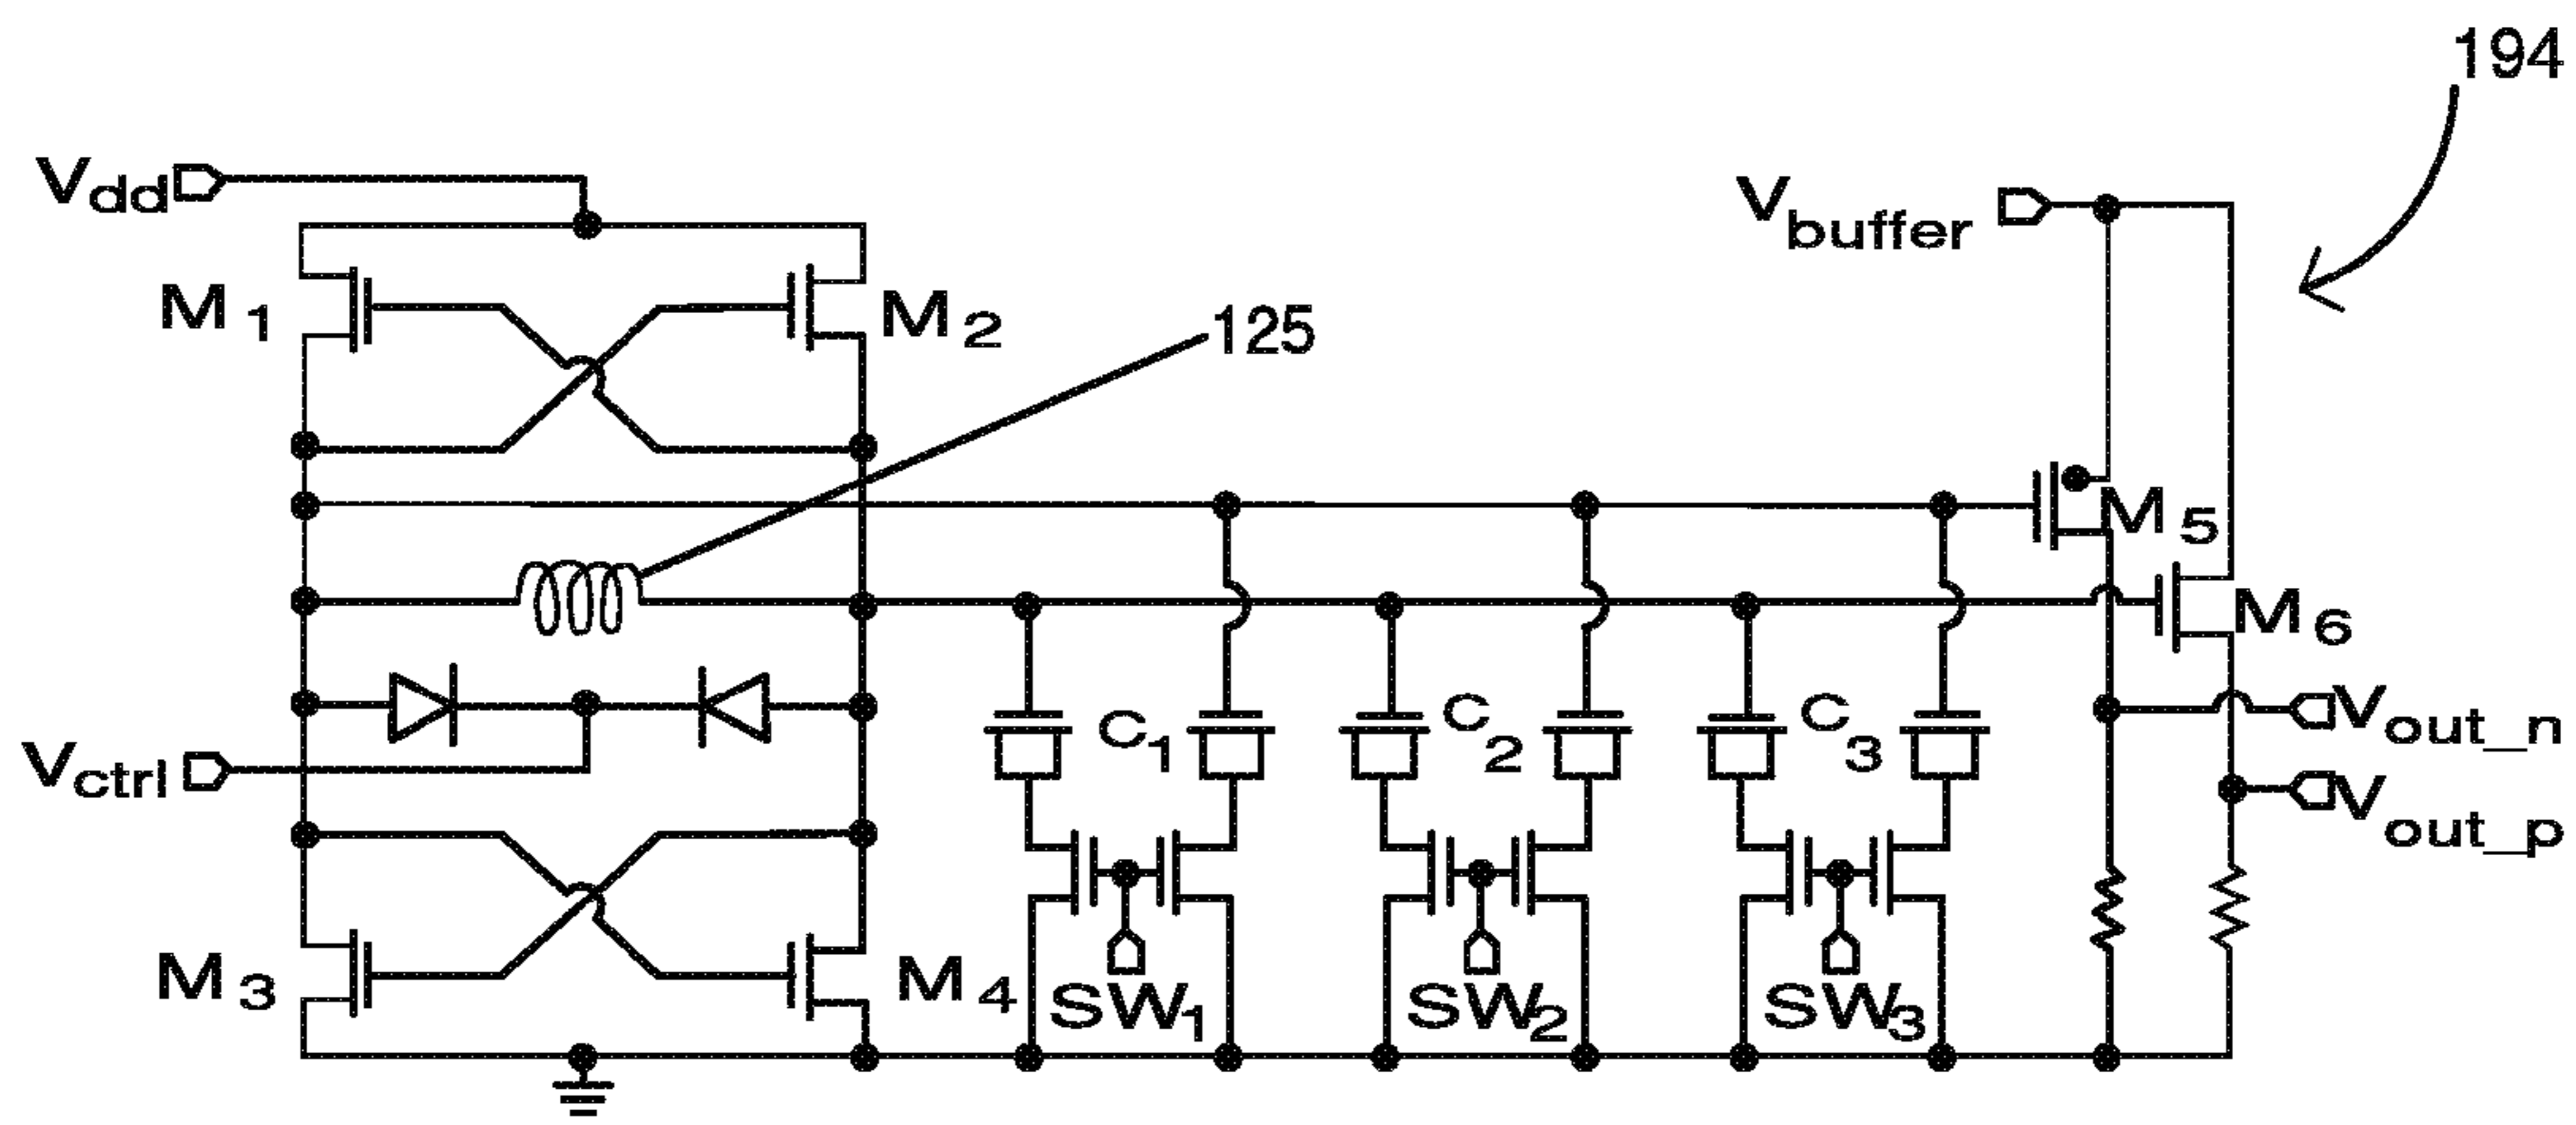 194
Vdd
Vbuffer
M1
M2
125
M5
M6
C1
C2
C3
Vout_n
Vctrl
Vout_p
M3
M4
SW1
SW2
SW3